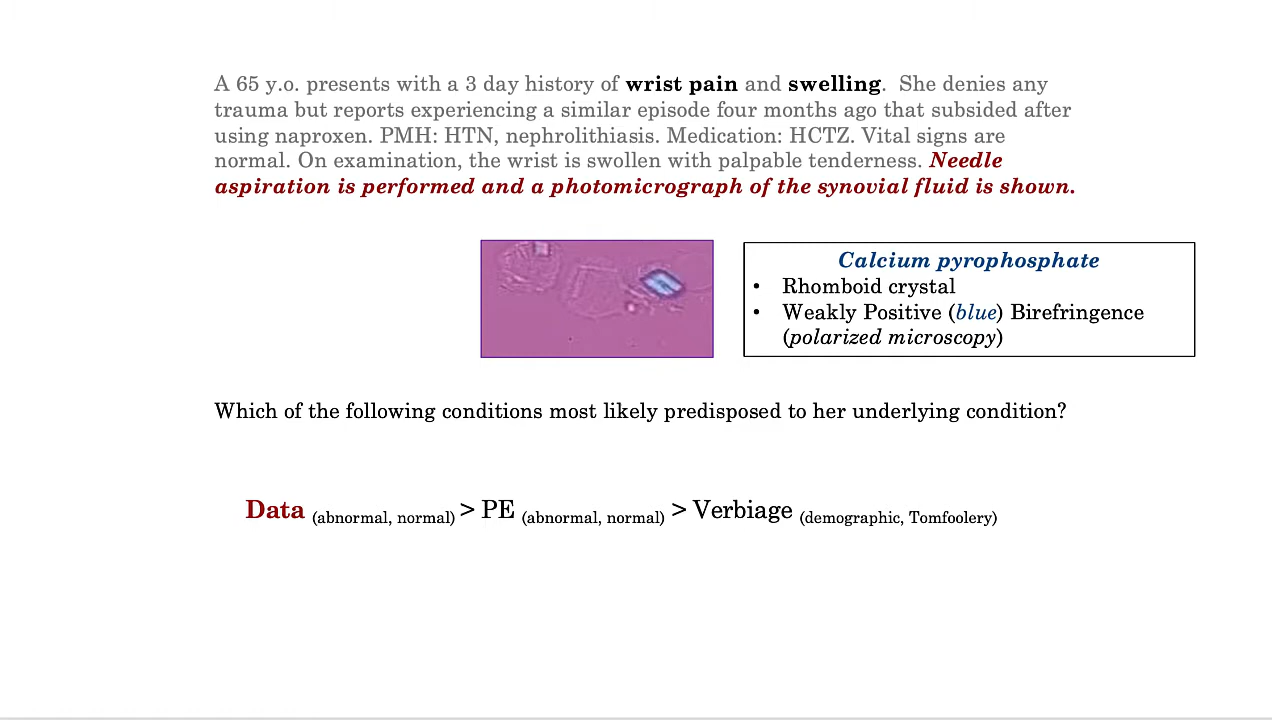 A 65 y.o. presents with a 3 day history of wrist pain and swelling. She denies any
trauma but reports experiencing a similar episode four months ago that subsided after
using naproxen. PMH: HTN, nephrolithiasis. Medication: HCTZ. Vital signs are
normal. On examination, the wrist is swollen with palpable tenderness. Needle
aspiration is performed and a photomicrograph of the synovial fluid is shown.
Calcium pyrophosphate
• Rhomboid crystal
• Weakly Positive (blue) Birefringence
(polarized microscopy)
Which of the following conditions most likely predisposed to her underlying condition?
Data (abnormal, normal) > PE (abnormal, normal) > Verbiage (demographic, Tomfoolery)